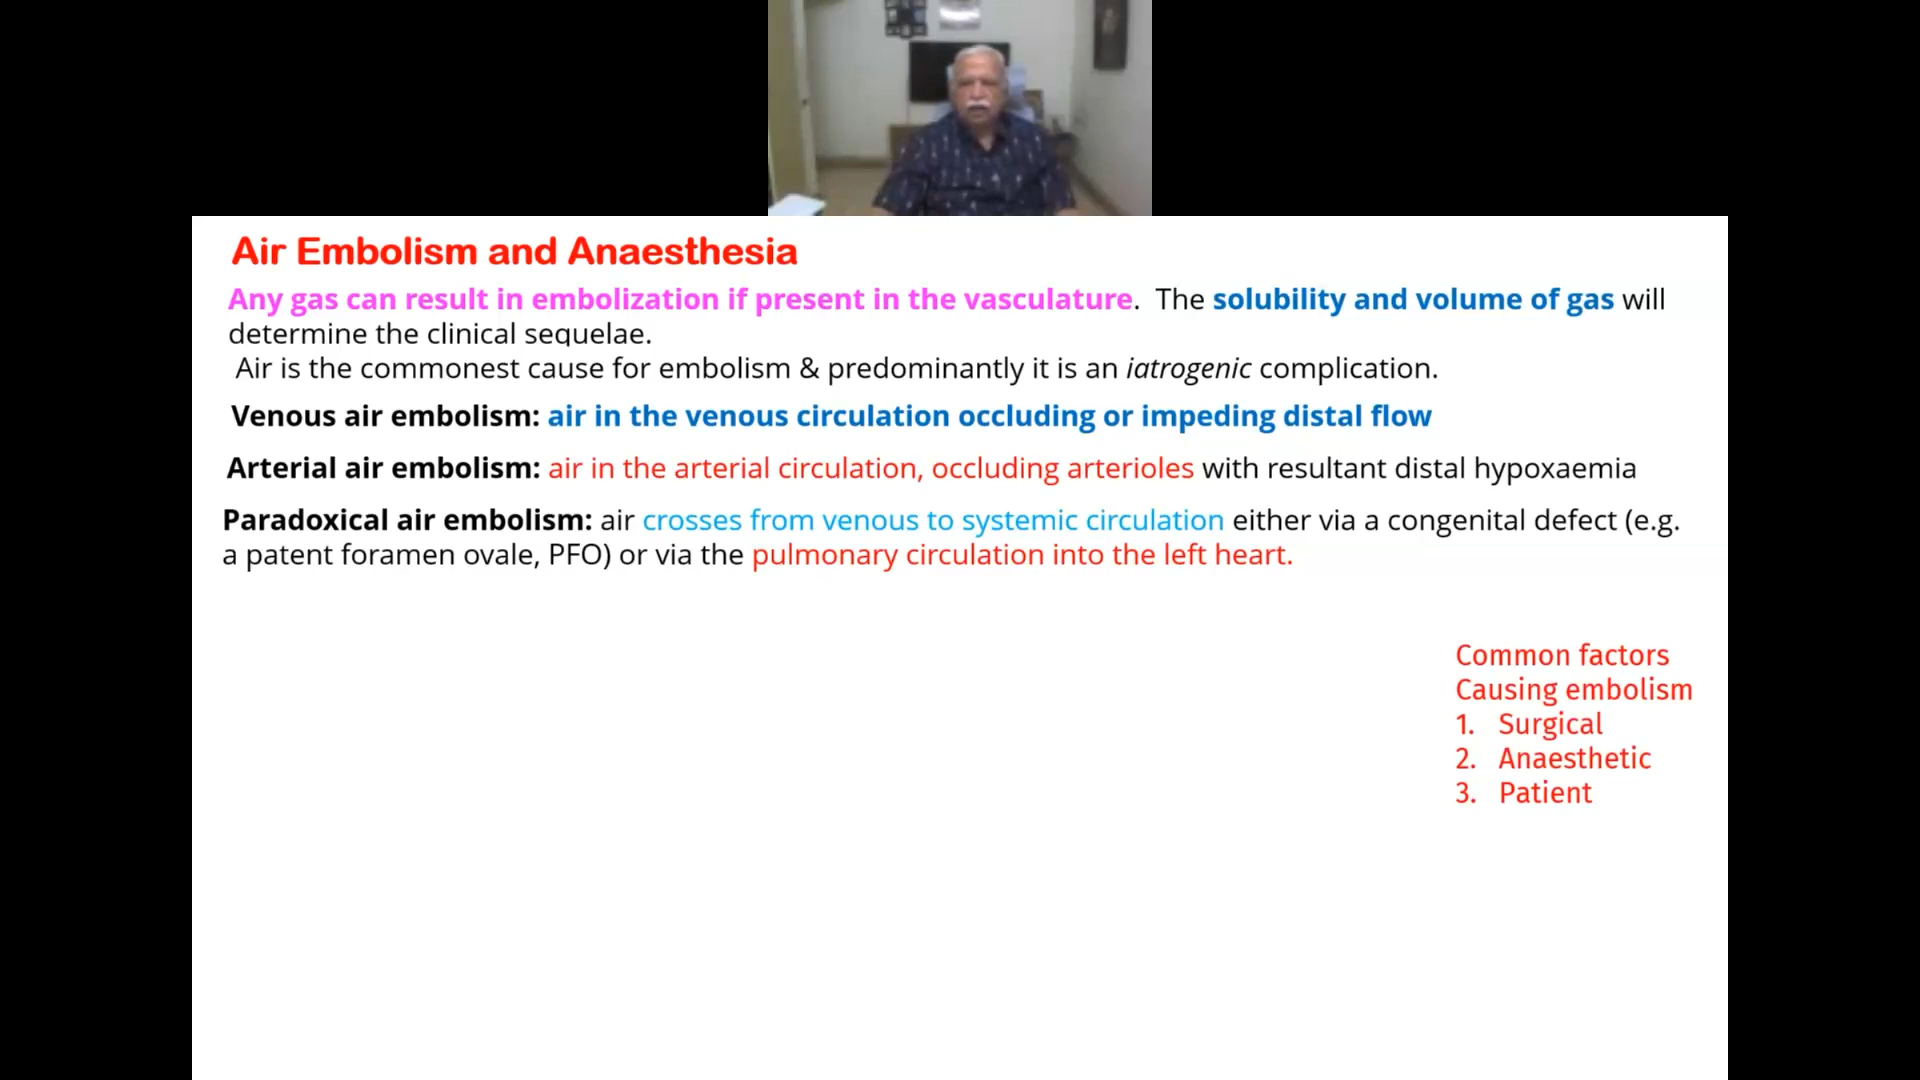 Air Embolism and Anaesthesia
Any gas can result in embolization if present in the vasculature. The solubility and volume of gas will
determine the clinical sequelae.
Air is the commonest cause for embolism & predominantly it is an iatrogenic complication.
Venous air embolism: air in the venous circulation occluding or impeding distal flow
Arterial air embolism: air in the arterial circulation, occluding arterioles with resultant distal hypoxaemia
Paradoxical air embolism: air crosses from venous to systemic circulation either via a congenital defect (e.g.
a patent foramen ovale, PFO) or via the pulmonary circulation into the left heart.
Common factors
Causing embolism
1. Surgical
2. Anaesthetic
3. Patient